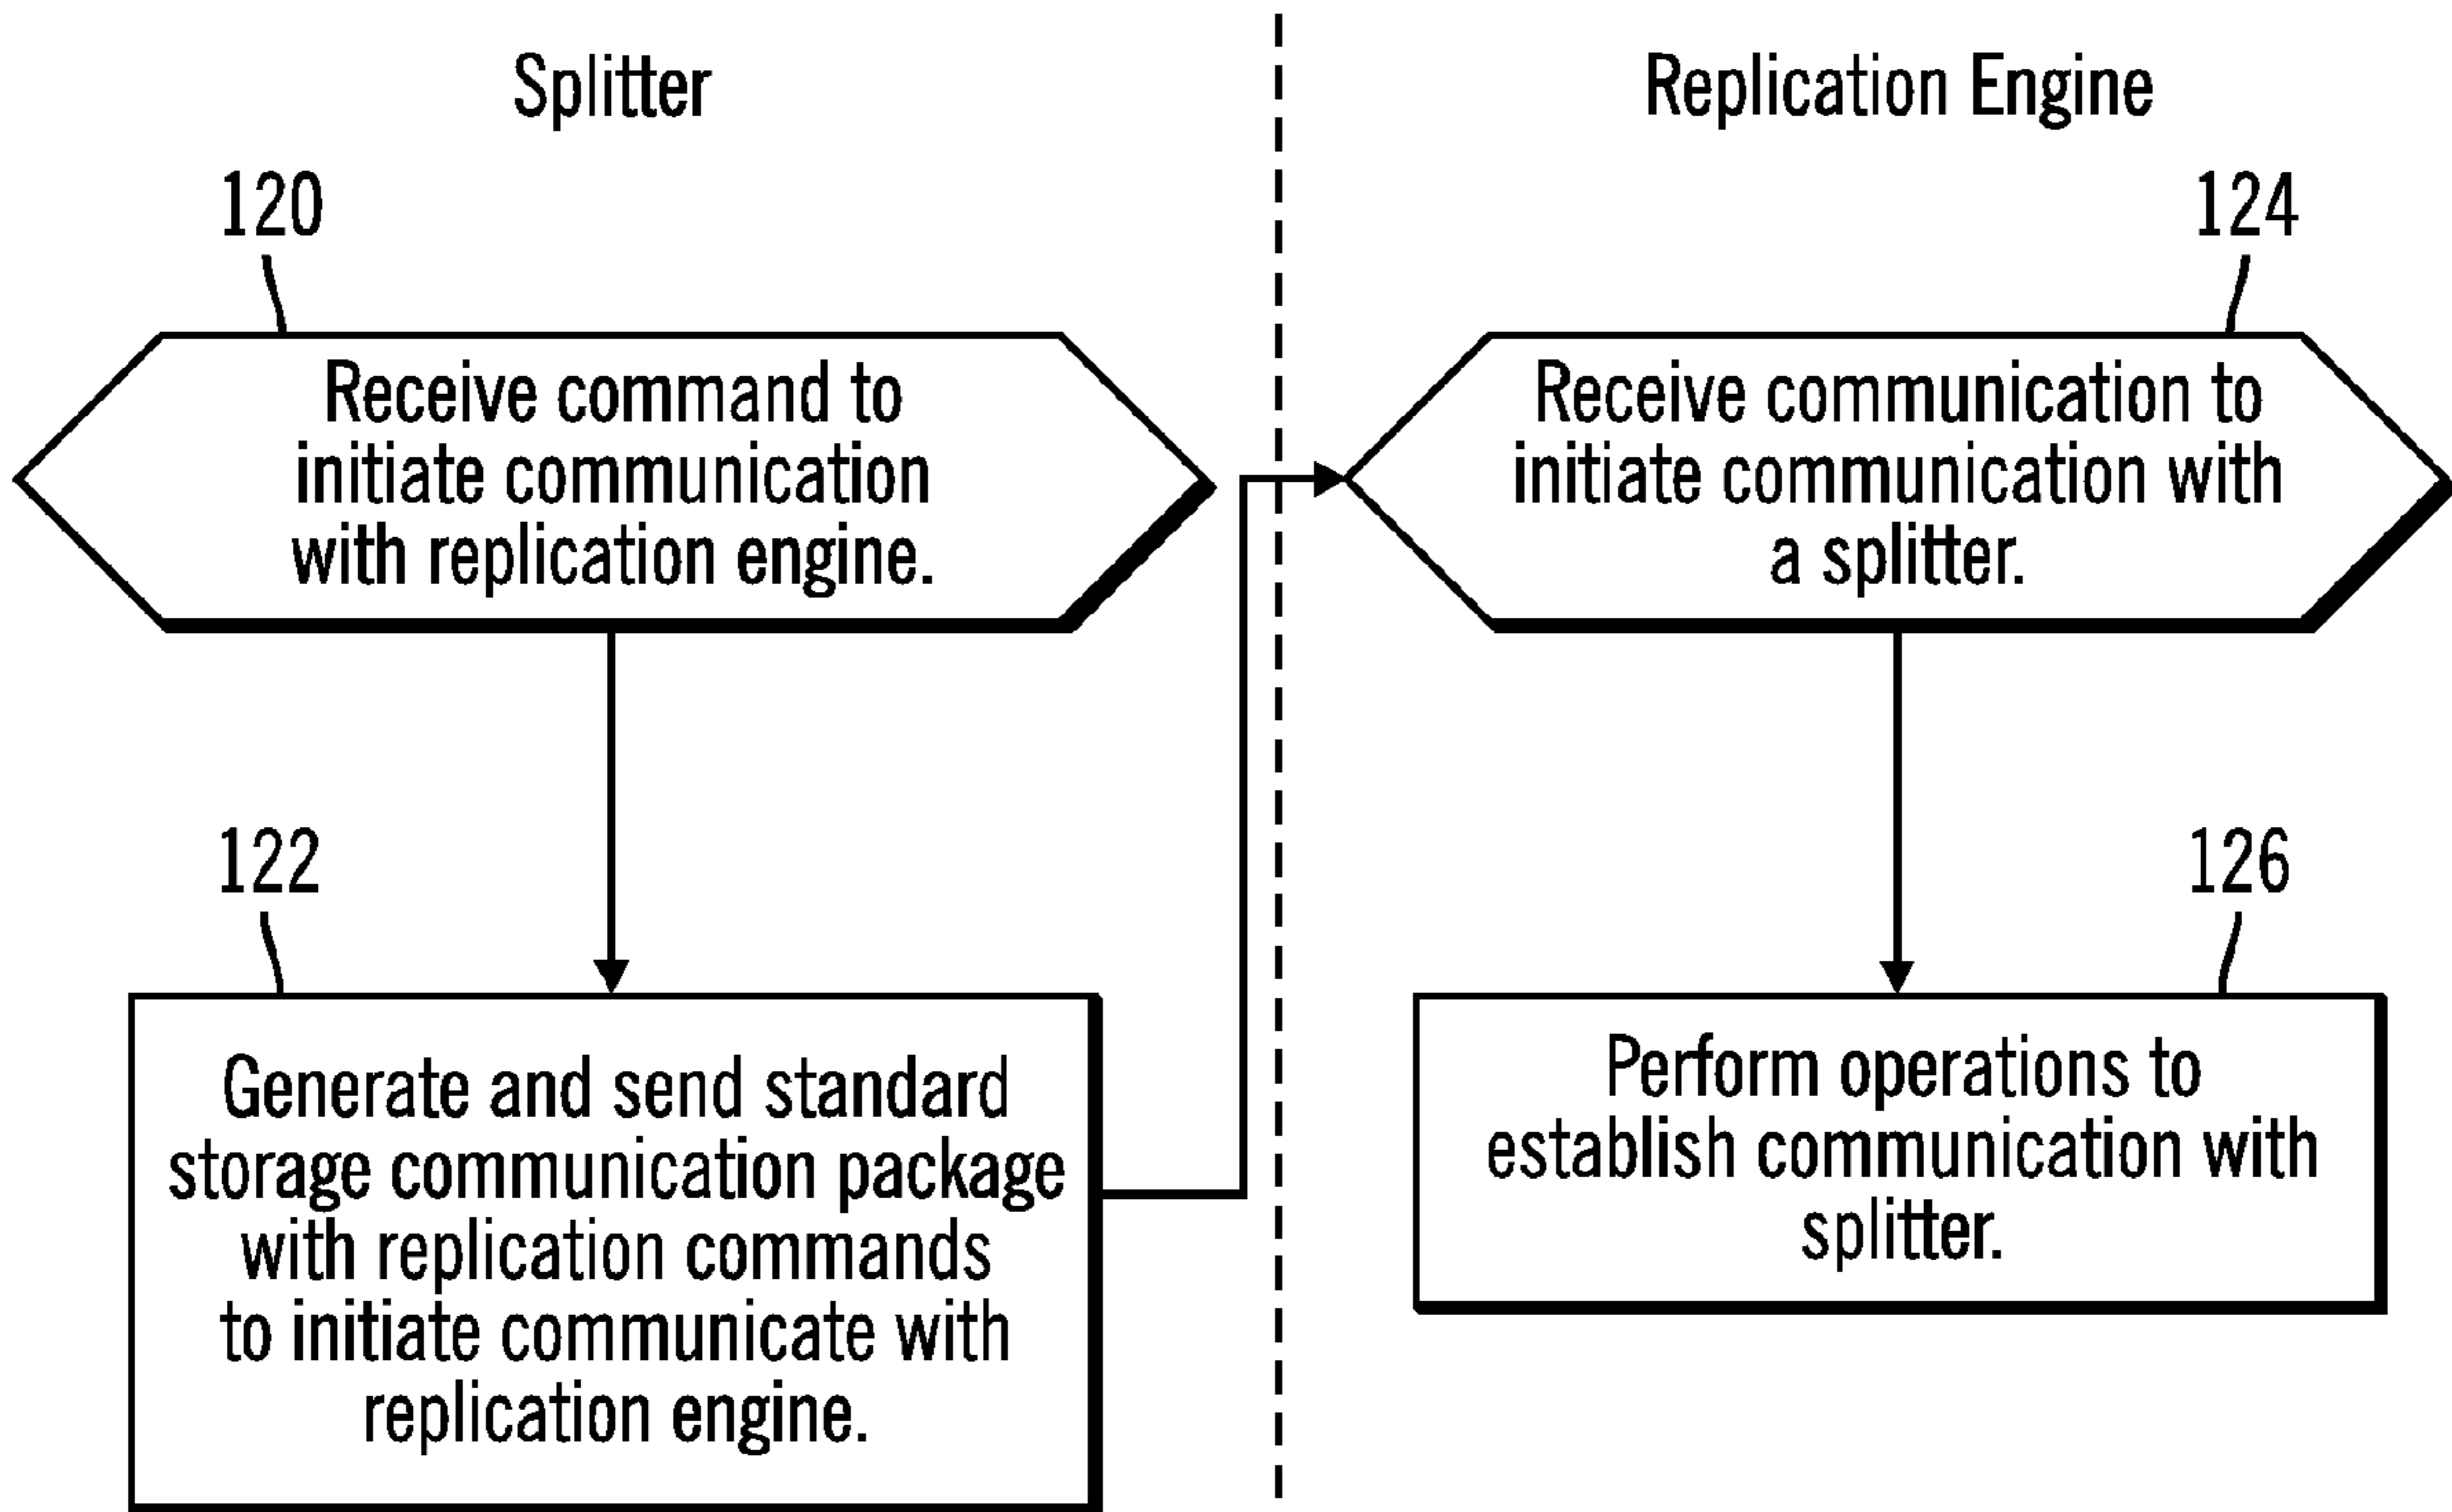 Splitter
120
Receive command to
initiate communication
with replication engine.
122
Generate and send standard
storage communication package
with replication commands
to initiate communicate with
replication engine.
Replication Engine
124
Receive communication to
initiate communication with
a splitter.
126
Perform operations to
establish communication with
splitter.